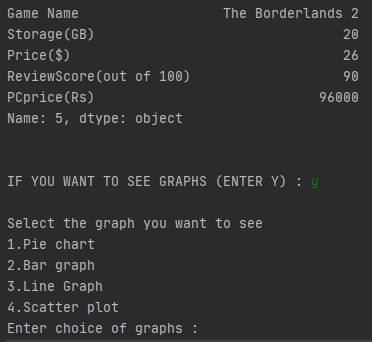 Game Name The Borderlands 2
Storage(GB) 20
Price($) 26
ReviewScore(out of 100) 90
PCprice(Rs) 96000
Name: 5, dtype: object
IF YOU WANT TO SEE GRAPHS (ENTER Y) : y
Select the graph you want to see
1.Pie chart
2.Bar graph
3.Line Graph
4.Scatter plot
Enter choice of graphs :